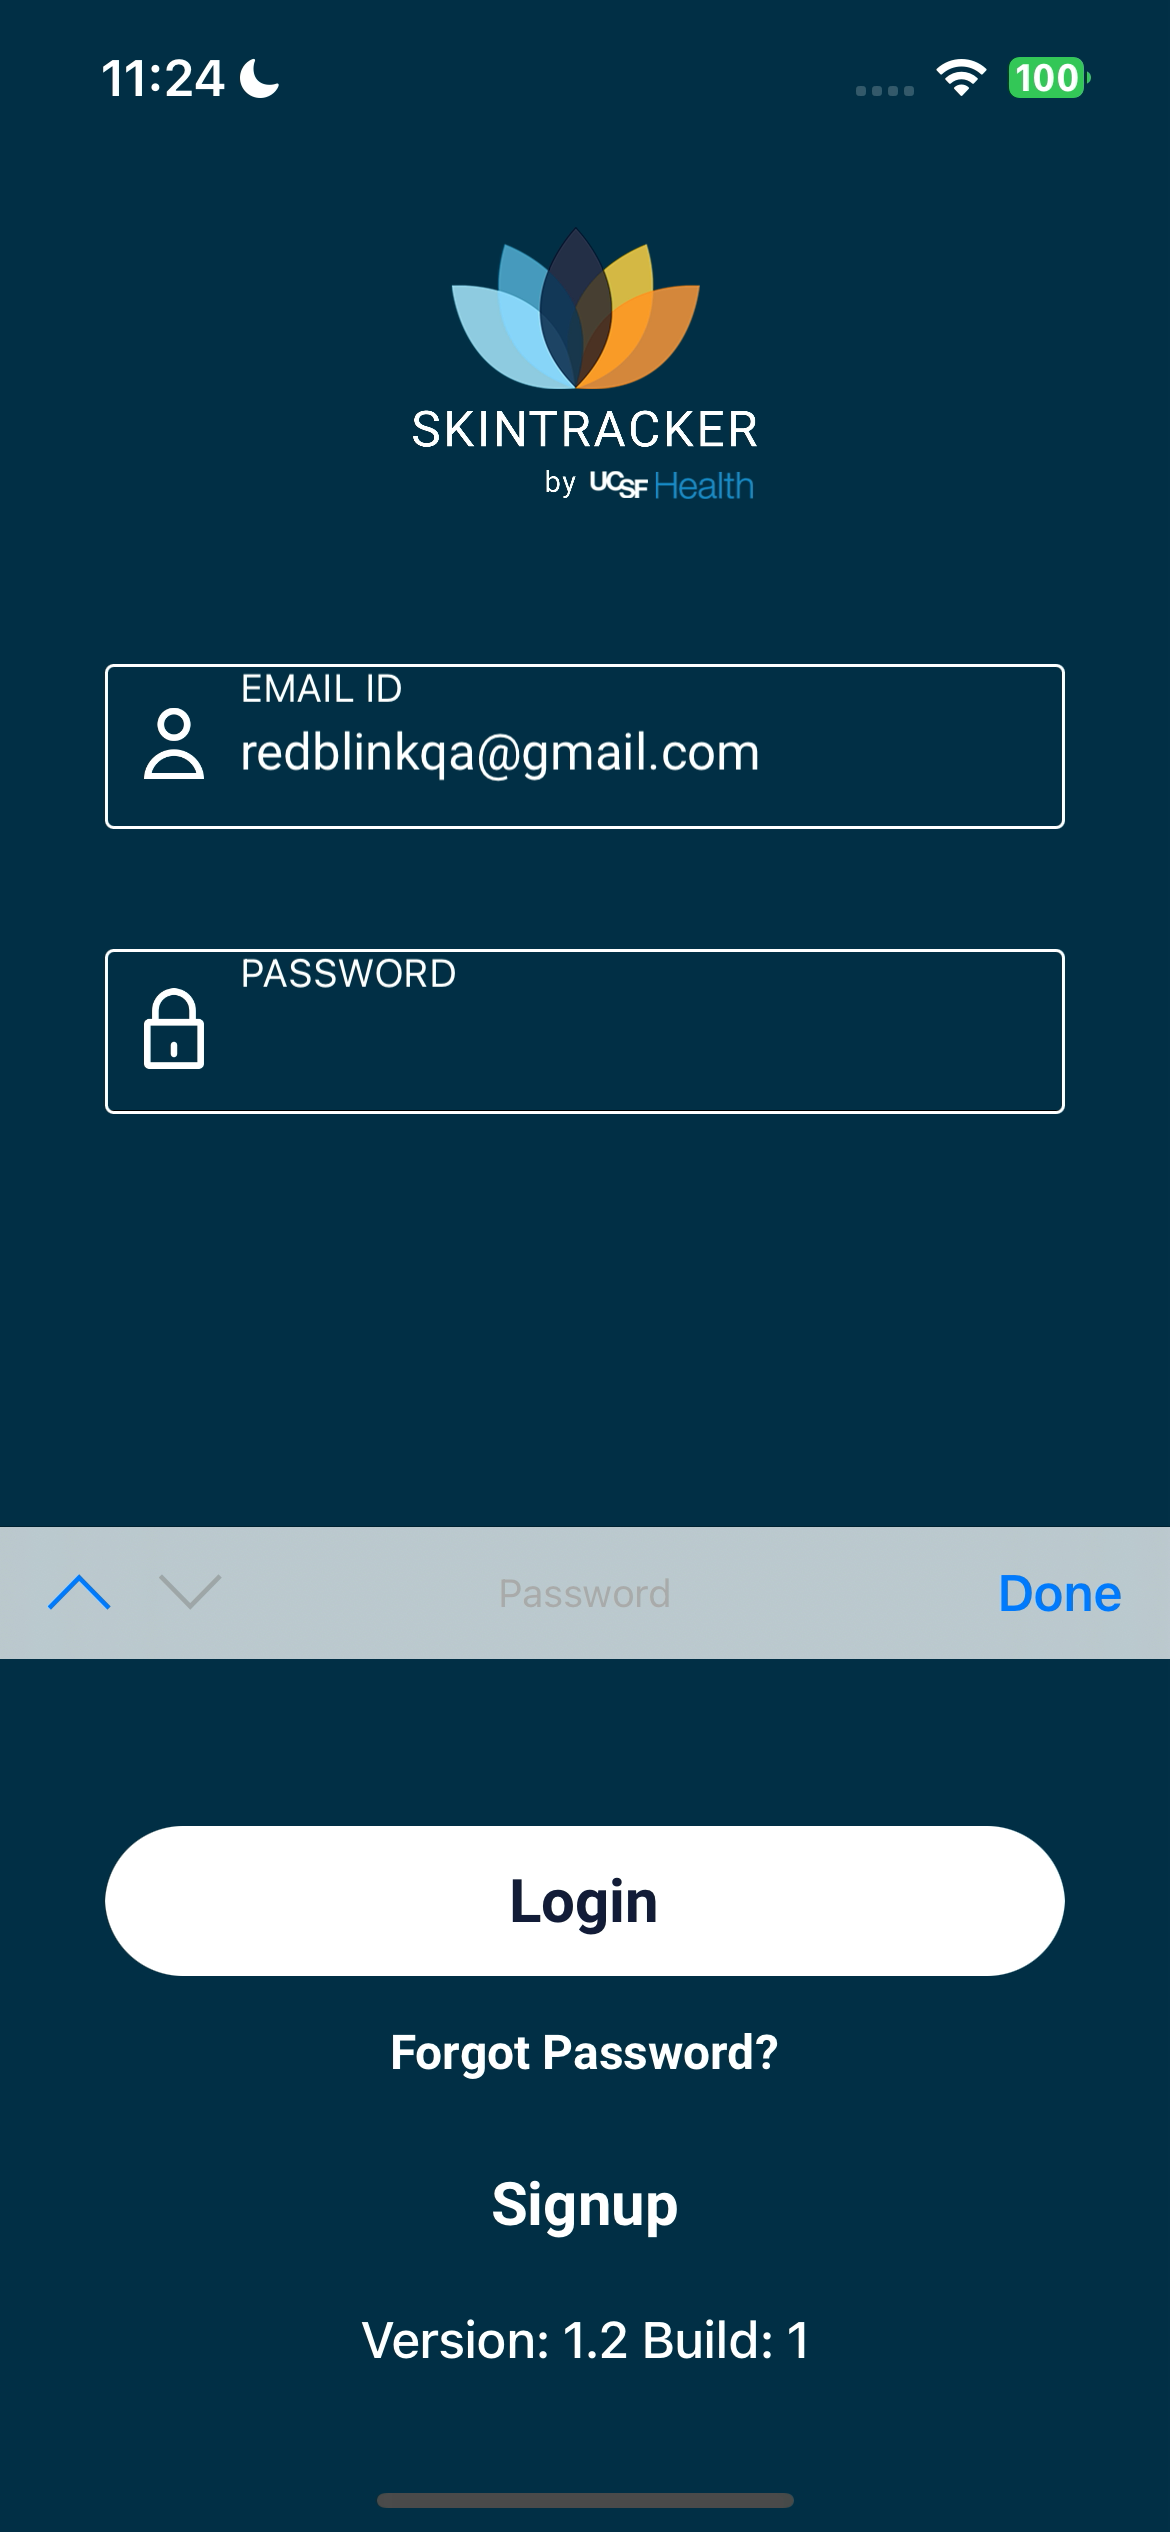 11:24
100
SKINTRACKER
by UCSF Health
EMAIL ID
redblinkqa@gmail.com
PASSWORD
Password
Done
Login
Forgot Password?
Signup
Version: 1.2 Build: 1